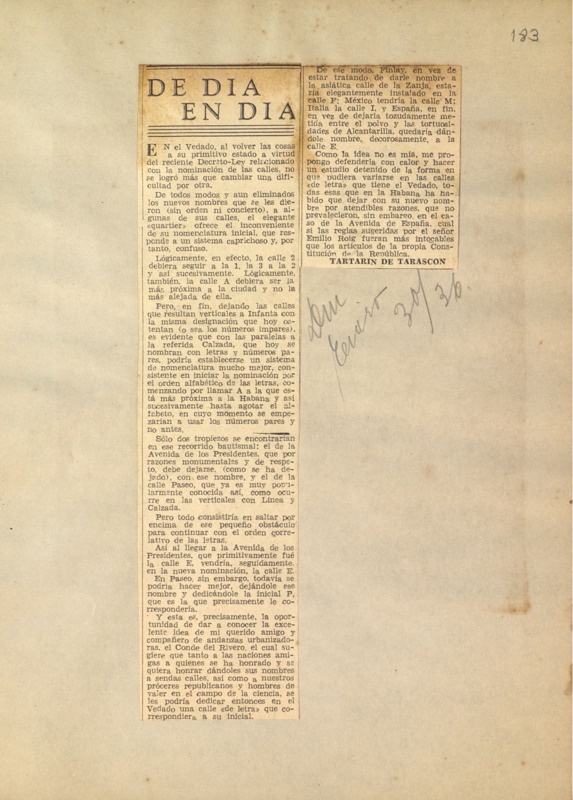 183
DE DIA
EN DIA
EN el Vedado, al volver las cosas
a su primitivo estado a virtud
del reciente Decreto-Ley relacionado
con la nominación de las calles, no
se logró más que cambiar una difi-
cultad por otra.
De todos modos y aun eliminados
los nuevos nombres que se les die-
ron (sin orden ni concierto), a al-
gunas de sus calles, el elegante
«quartier» ofrece el inconveniente
de su nomenclatura inicial, que res-
ponde a un sistema caprichoso y, por
tanto, confuso.
Lógicamente, en efecto, la calle 2
debiera seguir a la 1, la 3 a la 2
y así sucesivamente. Lógicamente,
también, la calle A debiera ser la
más próxima a la ciudad y no la
más alejada de ella.
Pero, en fin, dejando las calles
que resultan verticales a Infanta con
la misma designación que hoy os-
tentan (o sea los números impares),
es evidente que con las paralelas a
la referida Calzada, que hoy se
nombran con letras y números pa-
res, podría establecerse un sistema
de nomenclatura mucho mejor, con-
sistente en iniciar la nominación por
el orden alfabético de las letras, co-
menzando por llamar A a la que es-
tá más próxima a la Habana y así
sucesivamente hasta agotar el al-
fabeto, en cuyo momento se empe-
zarían a usar los números pares y
no antes.
Sólo dos tropiezos se encontrarían
en ese recorrido bautismal; el de la
Avenida de los Presidentes, que por
razones monumentales y de respe-
to, debe dejarse, (como se ha de-
jado), con ese nombre, y el de la
calle Paseo, que ya es muy popu-
larmente conocida así, como ocu-
rre en las verticales con Línea y
Calzada.
Pero todo consistiría en saltar por
encima de ese pequeño obstáculo
para continuar con el orden corre-
lativo de las letras.
Así al llegar a la Avenida de los
Presidentes, que primitivamente fué
la calle E, vendría, seguidamente,
en la nueva nominación, la calle E.
En Paseo, sin embargo, todavía se
podría hacer mejor, dejándole ese
nombre y dedicándole la inicial P,
que es la que precisamente le co-
rrespondería.
Y esta es, precisamente, la opor-
tunidad de dar a conocer la exce-
lente idea de mi querido amigo y
compañero de andanzas urbanizado-
ras, el Conde del Rivero, el cual su-
giere que tanto a las naciones ami-
gas a quienes se ha honrado y se
quiera honrar dándoles sus nombres
a sendas calles, así como a nuestros
próceres republicanos y hombres de
valer en el campo de la ciencia, se
les podría dedicar entonces en el
Vedado una calle «de letra» que co-
rrespondiera a su inicial.
De ese modo, Finlay, en vez de
estar tratando de darle nombre a
la asiática calle de la Zanja, esta-
ría elegantemente instalado en la
calle F; México tendría la calle M;
Italia la calle I, y España, en fin,
en vez de dejarla tozudamente me-
tida entre el polvo y las tortuosi-
dades de Alcantarilla, quedaría dán-
dole nombre, decorosamente, a
la calle E.
Como la idea no es mía, me pro-
pongo defenderla con calor y hacer
un estudio detenido de la forma en
que pudiera variarse en las calles
«de letras» que tiene el Vedado, to-
das esas que en la Habana ha ha-
bido que dejar con su nuevo nom-
bre por atendibles razones, que no
prevalecieron, sin embargo, en el ca-
so de la Avenida de España, cual
si las reglas sugeridas por el señor
Emilio Roig fueran más intocables
que los artículos de la propia Cons-
titución de la República.
TARTARIN DE TARASCON
Enero 30/36.